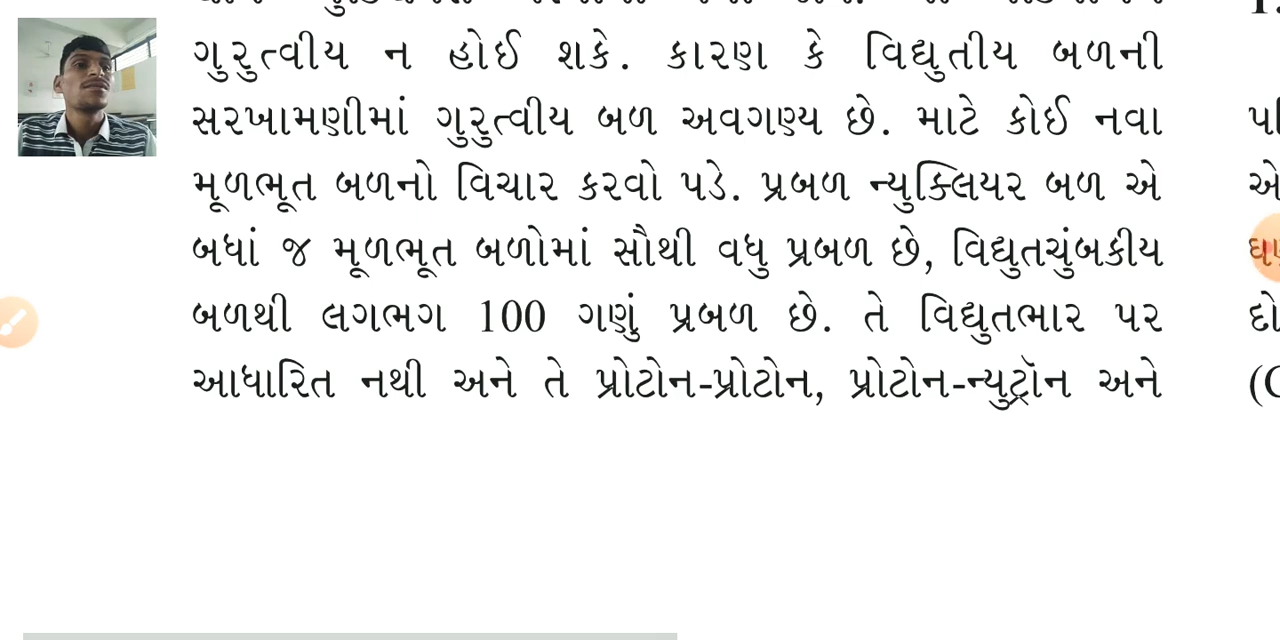 ગુરુત્વીય ન હોઈ શકે. કારણ કે વિદ્યુતીય બળની
સરખામણીમાં ગુરુત્વીય બળ અવગણ્ય છે. માટે કોઈ નવા
મૂળભૂત બળનો વિચાર કરવો પડે. પ્રબળ ન્યુક્લિયર બળ એ
બધાં જ મૂળભૂત બળોમાં સૌથી વધુ પ્રબળ છે, વિદ્યુતચુંબકીય
બળથી લગભગ 100 ગણું પ્રબળ છે. તે વિદ્યુતભાર પર
આધારિત નથી અને તે પ્રોટોન-પ્રોટોન, પ્રોટોન-ન્યુટ્રૉન અને